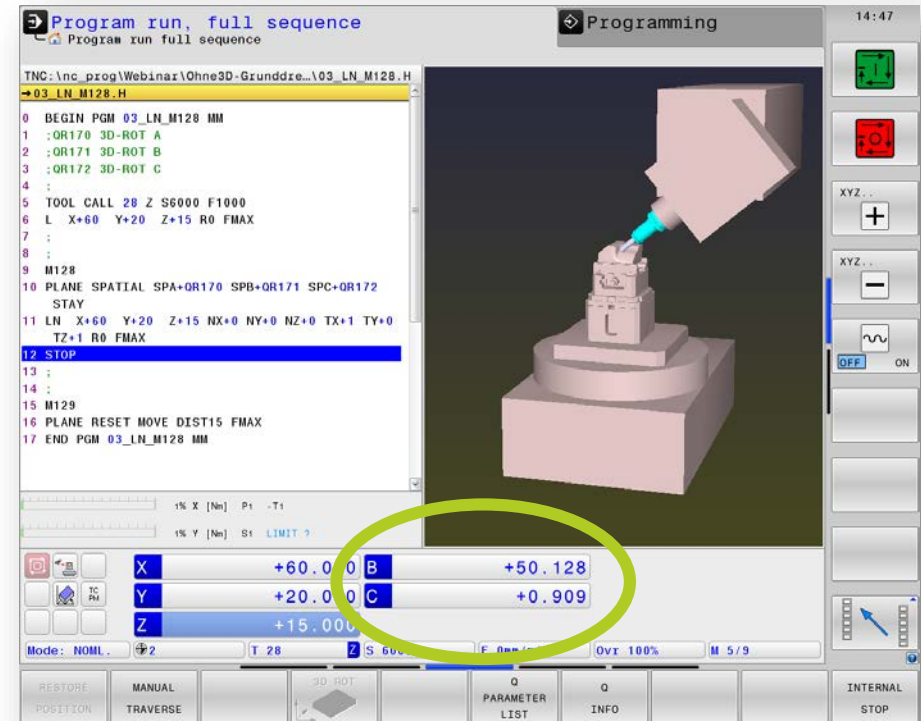 Program run, full sequence
Program run full sequence
Programming
14:47
TNC:\nc_prog\Webinar\Ohne3D-Grunddre…\03_LN_M128.H
→03_LN_M128.H
0 BEGIN PGM 03_LN_M128 MM
1 ;QR170 3D-ROT A
2 ;QR171 3D-ROT B
3 ;QR172 3D-ROT C
4 ;
5 TOOL CALL 28 Z S6000 F1000
6 L X+60 Y+20 Z+15 R0 FMAX
7 ;
8 ;
9 M128
10 PLANE SPATIAL SPA+QR170 SPB+QR171 SPC+QR172
STAY
11 LN X+60 Y+20 Z+15 NX+0 NY+0 NZ+0 TX+1 TY+0
TZ+1 R0 FMAX
12 STOP
13 ;
14 ;
15 M129
16 PLANE RESET MOVE DIST15 FMAX
17 END PGM 03_LN_M128 MM
XYZ..
+
XYZ..
−
OFF ON
1% X [Nm] P1 -T1
1% Y [Nm] S1 LIMIT ?
X +60.000 B +50.128
TC
PM
Y +20.000 C +0.909
Z +15.000
Mode: NOML. 2 T 28 Z S Ovr 100% M 5/9
RESTORE
POSITION
MANUAL
TRAVERSE
3D ROT
Q
PARAMETER
LIST
Q
INFO
INTERNAL
STOP